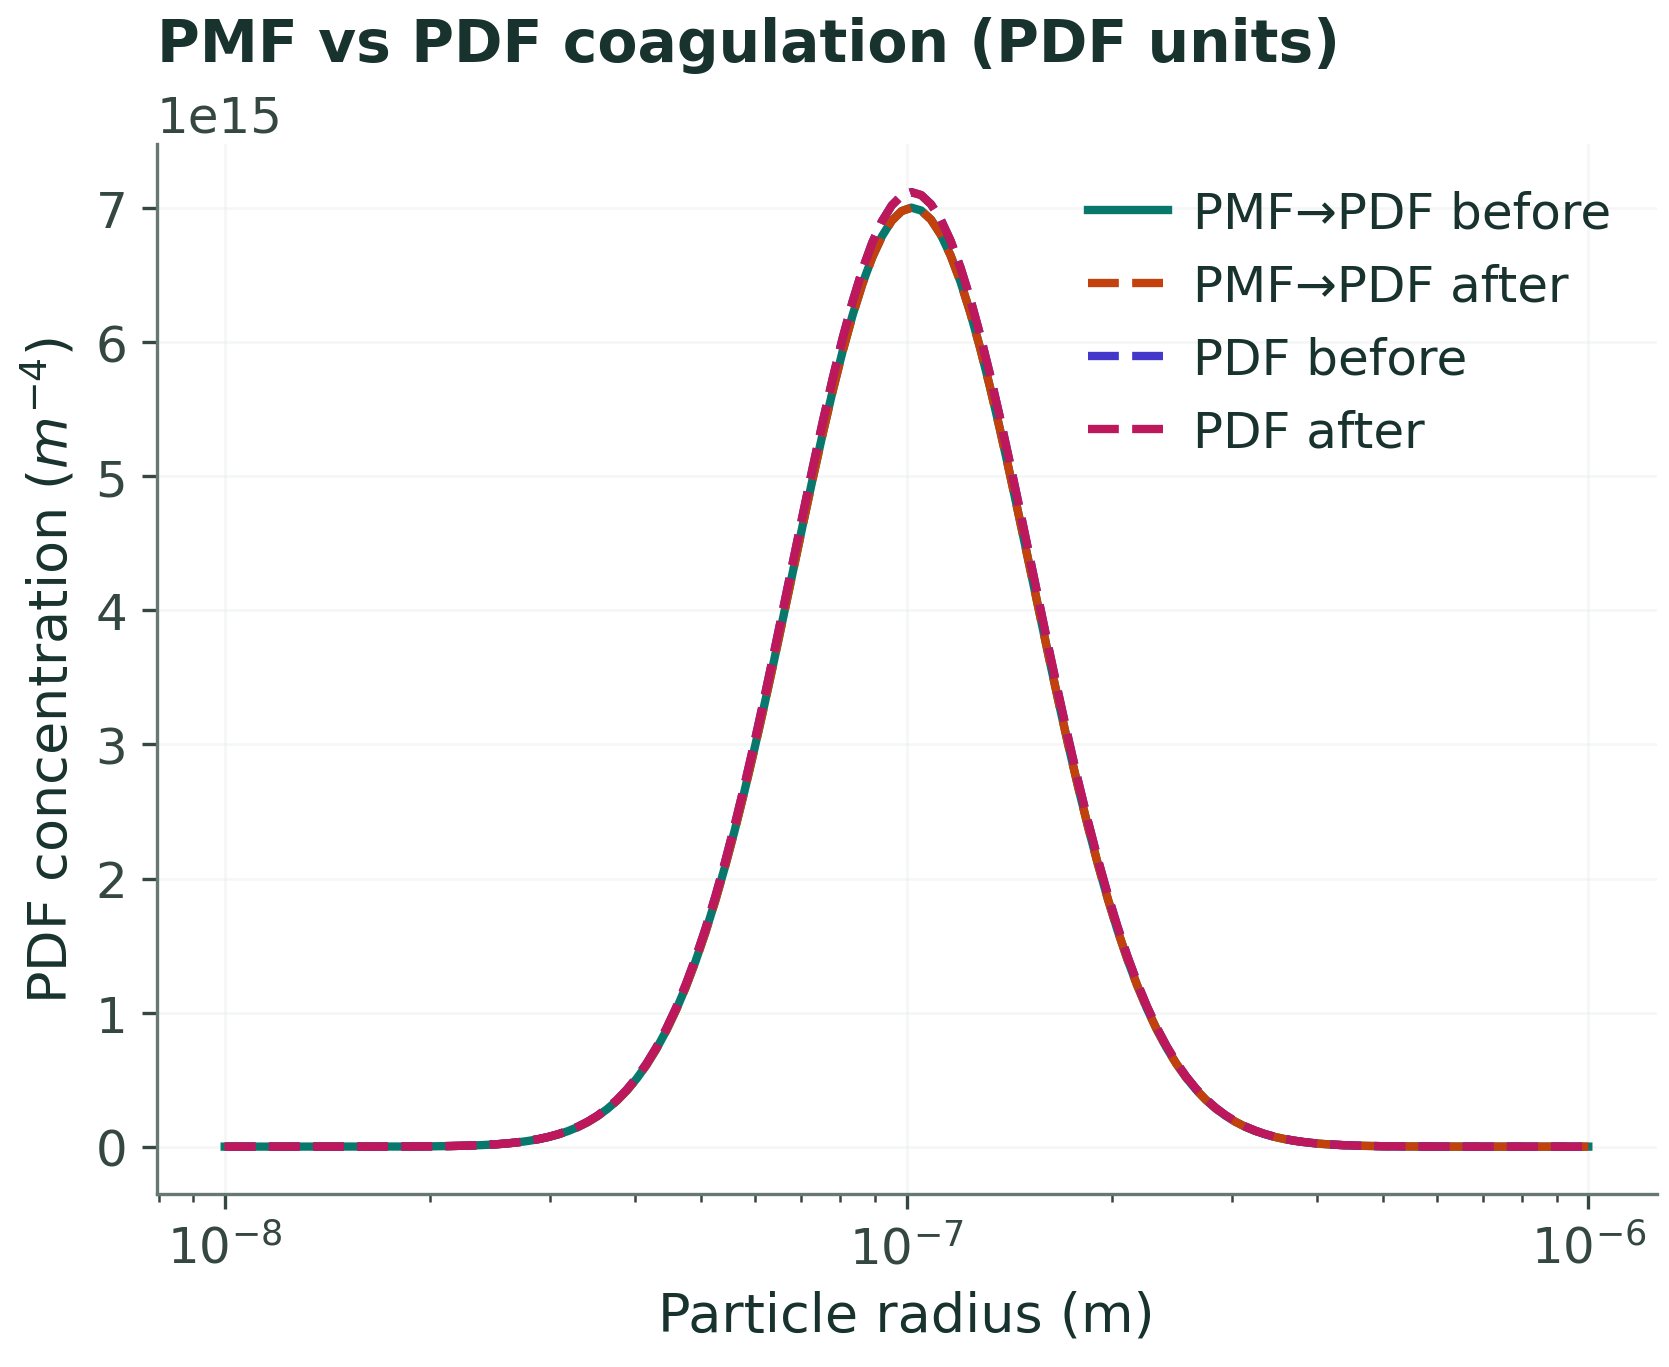 PMF vs PDF coagulation (PDF units)
1e15
PMF→PDF before
PMF→PDF after
PDF before
PDF after
7
6
5
4
3
2
1
0
PDF concentration (m⁻⁴)
10⁻⁸
10⁻⁷
10⁻⁶
Particle radius (m)